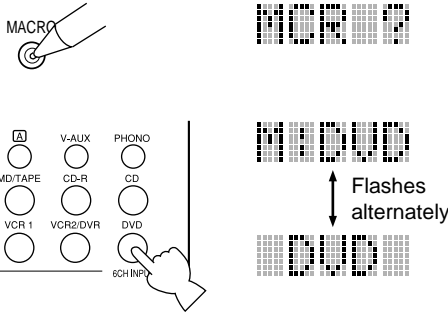 MACRO
MCR ?
A V-AUX PHONO
MD/TAPE CD-R CD
VCR 1 VCR2/DVR DVD
6CH INPUT
M:DVD
Flashes
alternately
DVD